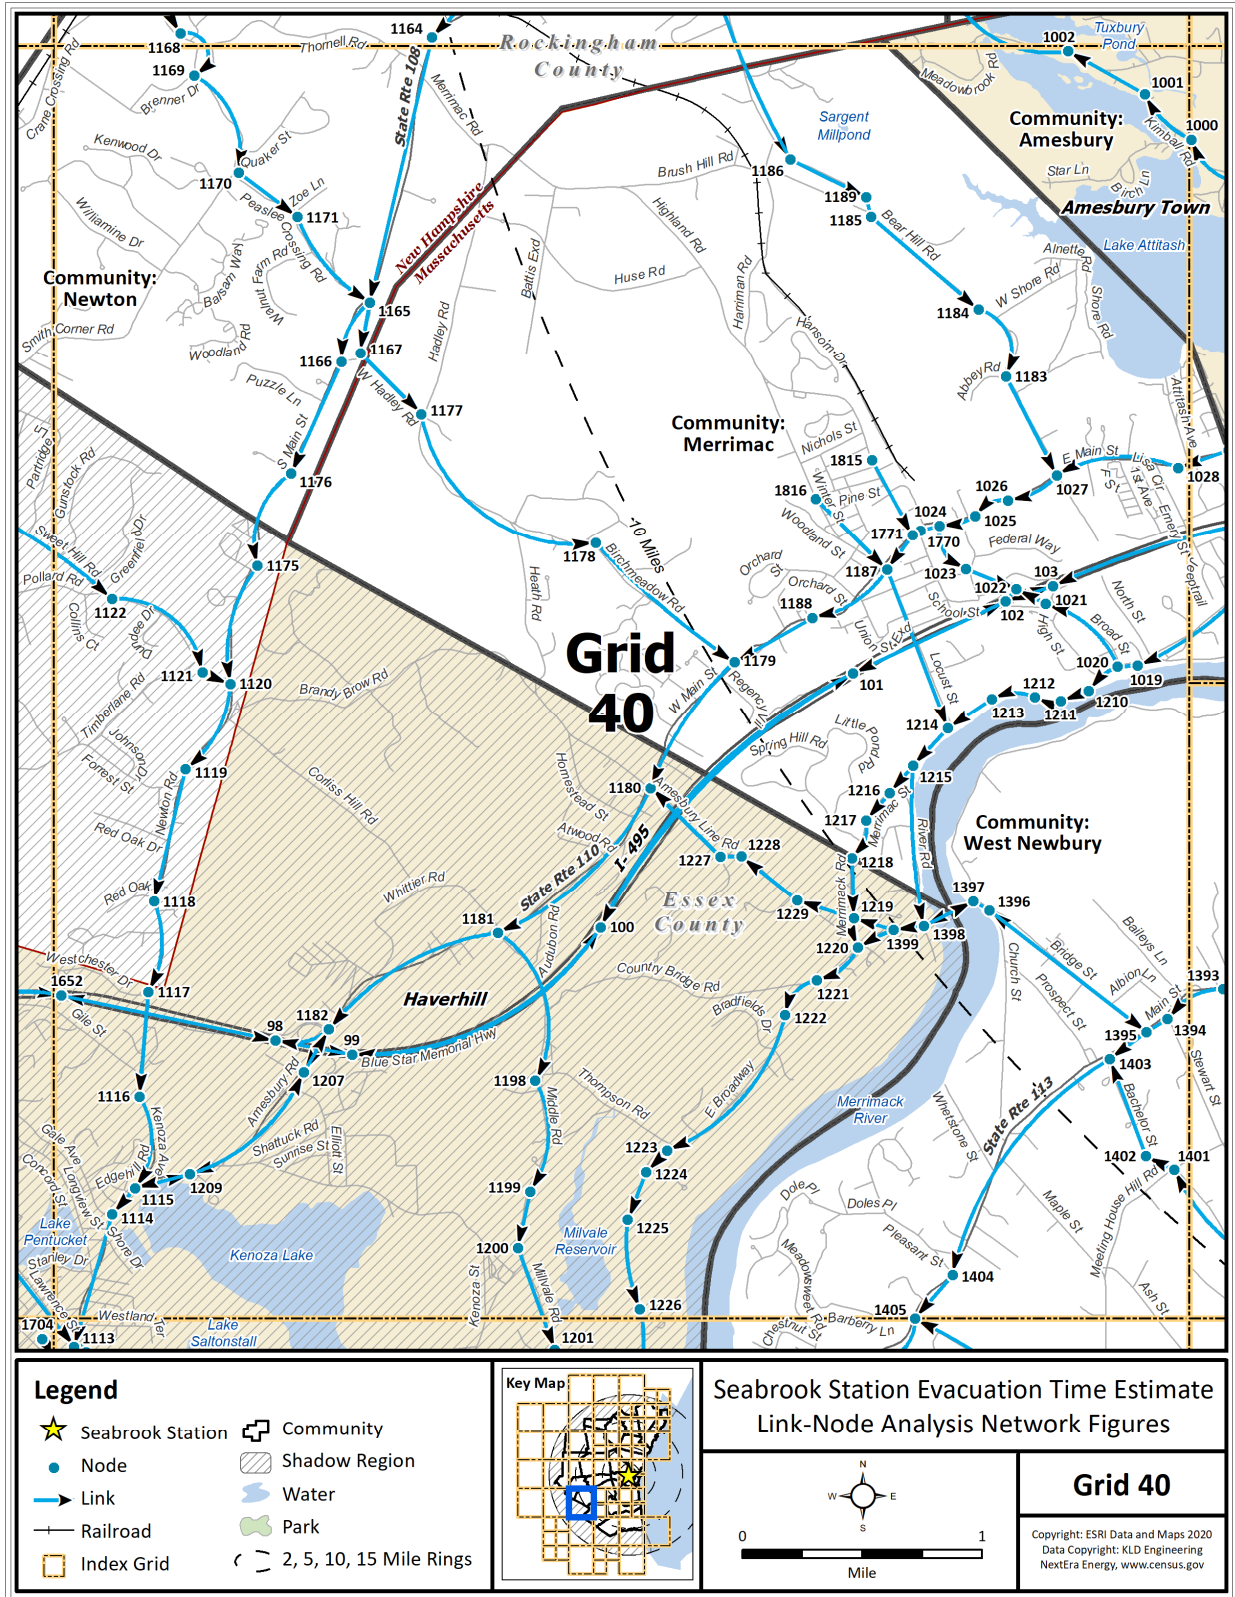 1168
1169
1164
Thornell Rd
Crane Crossing Rd
Brenner Dr
State Rte 108
Merrimac Rd
Rockingham
County
Tuxbury
Pond
1002
1001
1000
Meadowbrook Rd
Community:
Amesbury
Kimball Rd
Sargent
Millpond
Kenwood Dr
Quaker St
1170
Zoe Ln
1171
Peaslee Crossing Rd
Williamine Dr
Brush Hill Rd
1186
1189
1185
Bear Hill Rd
Star Ln
Birch Ln
Amesbury Town
Lake Attitash
New Hampshire
Massachusetts
Highland Rd
Battis Exd
Huse Rd
Harriman Rd
Alnette Rd
W Shore Rd
Shore Rd
Community:
Newton
Barsam Way
Walnut Farm Rd
1165
1184
Smith Corner Rd
Woodland Rd
1166
1167
Hadley Rd
Hansom Dr
Puzzle Ln
W Hadley Rd
1177
Abbey Rd
1183
Attitash Ave
Community:
Merrimac
Nichols St
1815
S Main St
1176
1816
Winter St
Pine St
E Main St
Lisa Cir
1st Ave
F St
1028
1027
1026
1025
1024
Partridge
Gunstock Rd
Sweet Hill Rd
Greenfield Dr
Pollard Rd
1122
1175
1178
10 Miles
Birchmeadow Rd
Woodland St
1771
1770
Federal Way
Emery St
1187
1023
1022
103
1021
102
Orchard St
Orchard St
1188
School St
High St
North St
Broad St
Collins Ct
Heath Rd
Union St Exd
1179
101
Locust St
1020
1019
1121
1120
Brandy Brow Rd
Timberlane Rd
Grid
40
W Main St
Regency
1212
1213
1211
1210
1214
Johnson Dr
Forrest St
1119
Newton Rd
Corliss Hill Rd
Homestead St
Spring Hill Rd
Little Pond Rd
1215
1180
1216
Amesbury Line Rd
1217
Merrimac St
River Rd
Community:
West Newbury
Red Oak Dr
Atwood Rd
I- 495
State Rte 110
1227
1228
1218
Red Oak
1118
Whittier Rd
Essex
County
1229
Merrimack Rd
1219
1397
1396
1181
100
1220
1399
1398
Audubon Rd
Westchester Dr
1652
1117
Gile St
Haverhill
Country Bridge Rd
1221
Bradfields Dr
1222
Church St
Bridge St
Prospect St
Baileys Ln
Albion Ln
Main St
1393
1394
1395
98
1182
99
Blue Star Memorial Hwy
1207
Amesbury Rd
1403
Stewart St
1116
Kenoza Ave
1198
Middle Rd
Thompson Rd
E Broadway
Merrimack
River
Whetstone St
State Rte 113
Bachelor St
Gale Ave
Longview St
Concord St
Edgehill Rd
Shattuck Rd
Sunrise St
Elliott St
1223
1224
1402
1401
1115
1209
1199
1114
Shore Dr
Lake
Pentucket
Kenoza Lake
1225
Dole Pl
Doles Pl
Maple St
Meeting House Hill Rd
Stanley Dr
1200
Milvale
Reservoir
Pleasant St
Meadowsweet Rd
1404
Lawrence St
Kenoza St
Millvale Rd
1226
Ash St
1405
Westland Ter
Lake
Saltonstall
1704
1113
1201
Chestnut St
Barberry Ln
Legend
Seabrook Station
Node
Link
Railroad
Index Grid
Community
Shadow Region
Water
Park
2, 5, 10, 15 Mile Rings
Key Map
Seabrook Station Evacuation Time Estimate
Link-Node Analysis Network Figures
N
W E
S
0 1
Mile
Grid 40
Copyright: ESRI Data and Maps 2020
Data Copyright: KLD Engineering
NextEra Energy, www.census.gov